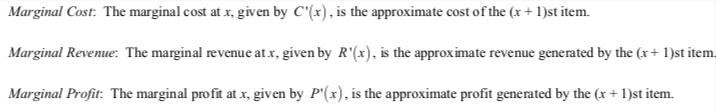 Marginal Cost: The marginal cost at x, given by C'(x), is the approximate cost of the (x + 1)st item.
Marginal Revenue: The marginal revenue at x, given by R'(x), is the approximate revenue generated by the (x + 1)st item.
Marginal Profit: The marginal profit at x, given by P'(x), is the approximate profit generated by the (x + 1)st item.